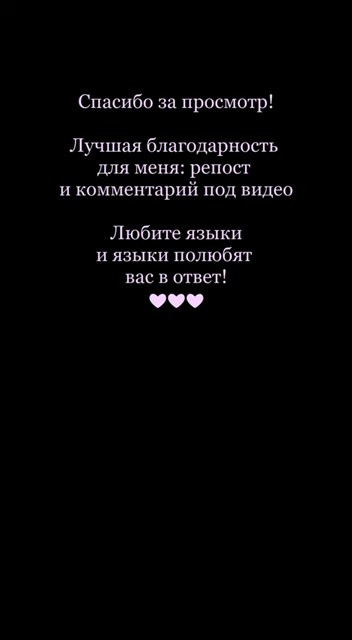 Спасибо за просмотр!
Лучшая благодарность
для меня: репост
и комментарий под видео
Любите языки
и языки полюбят
вас в ответ!